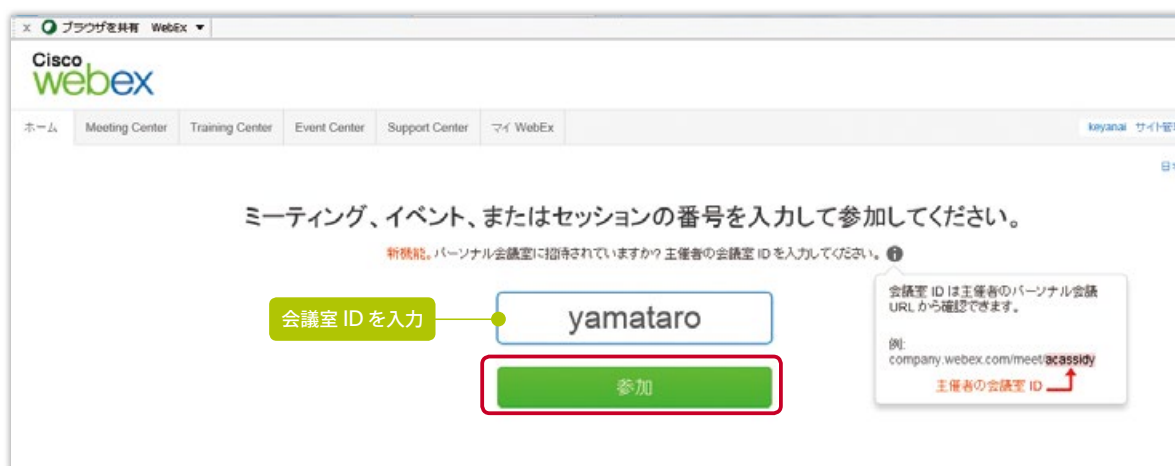 x ブラウザを共有 WebEx ▼
Cisco
webex
ホーム Meeting Center Training Center Event Center Support Center マイ WebEx keyanai サイト管
日本
ミーティング、イベント、またはセッションの番号を入力して参加してください。
新機能。パーソナル会議室に招待されていますか? 主催者の会議室 ID を入力してください。
会議室 ID は主催者のパーソナル会議
URL から確認できます。
会議室 ID を入力 yamataro
例:
company.webex.com/meet/acassidy
参加
主催者の会議室 ID